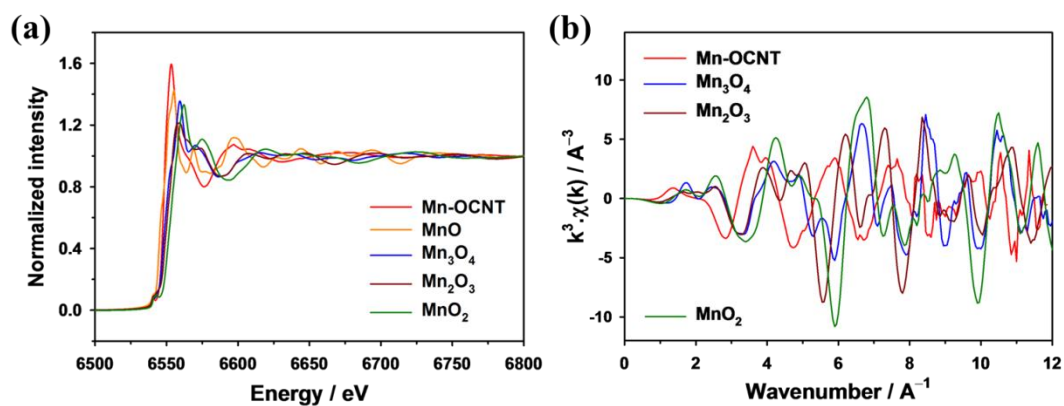 (a)
Normalized intensity
1.6
1.2
0.8
0.4
0.0
Mn-OCNT
MnO
Mn₃O₄
Mn₂O₃
MnO₂
6500 6550 6600 6650 6700 6750 6800
Energy / eV
(b)
k³.χ(k) / A⁻³
10
5
0
-5
-10
Mn-OCNT
Mn₃O₄
Mn₂O₃
MnO₂
0 2 4 6 8 10 12
Wavenumber / A⁻¹